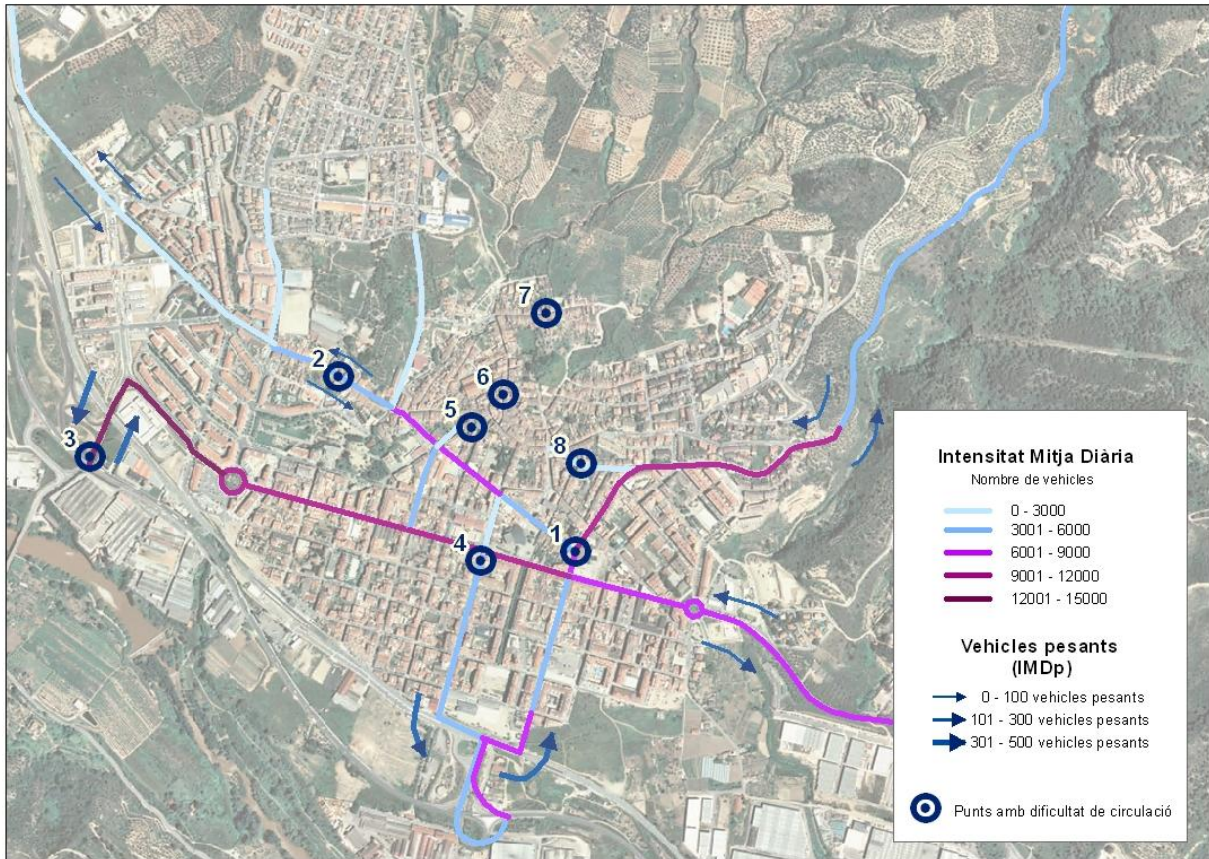 7
2
6
5
3
8
1
4
Intensitat Mitja Diària
Nombre de vehicles
0 - 3000
3001 - 6000
6001 - 9000
9001 - 12000
12001 - 15000
Vehicles pesants
(IMDp)
0 - 100 vehicles pesants
101 - 300 vehicles pesants
301 - 500 vehicles pesants
Punts amb dificultat de circulació